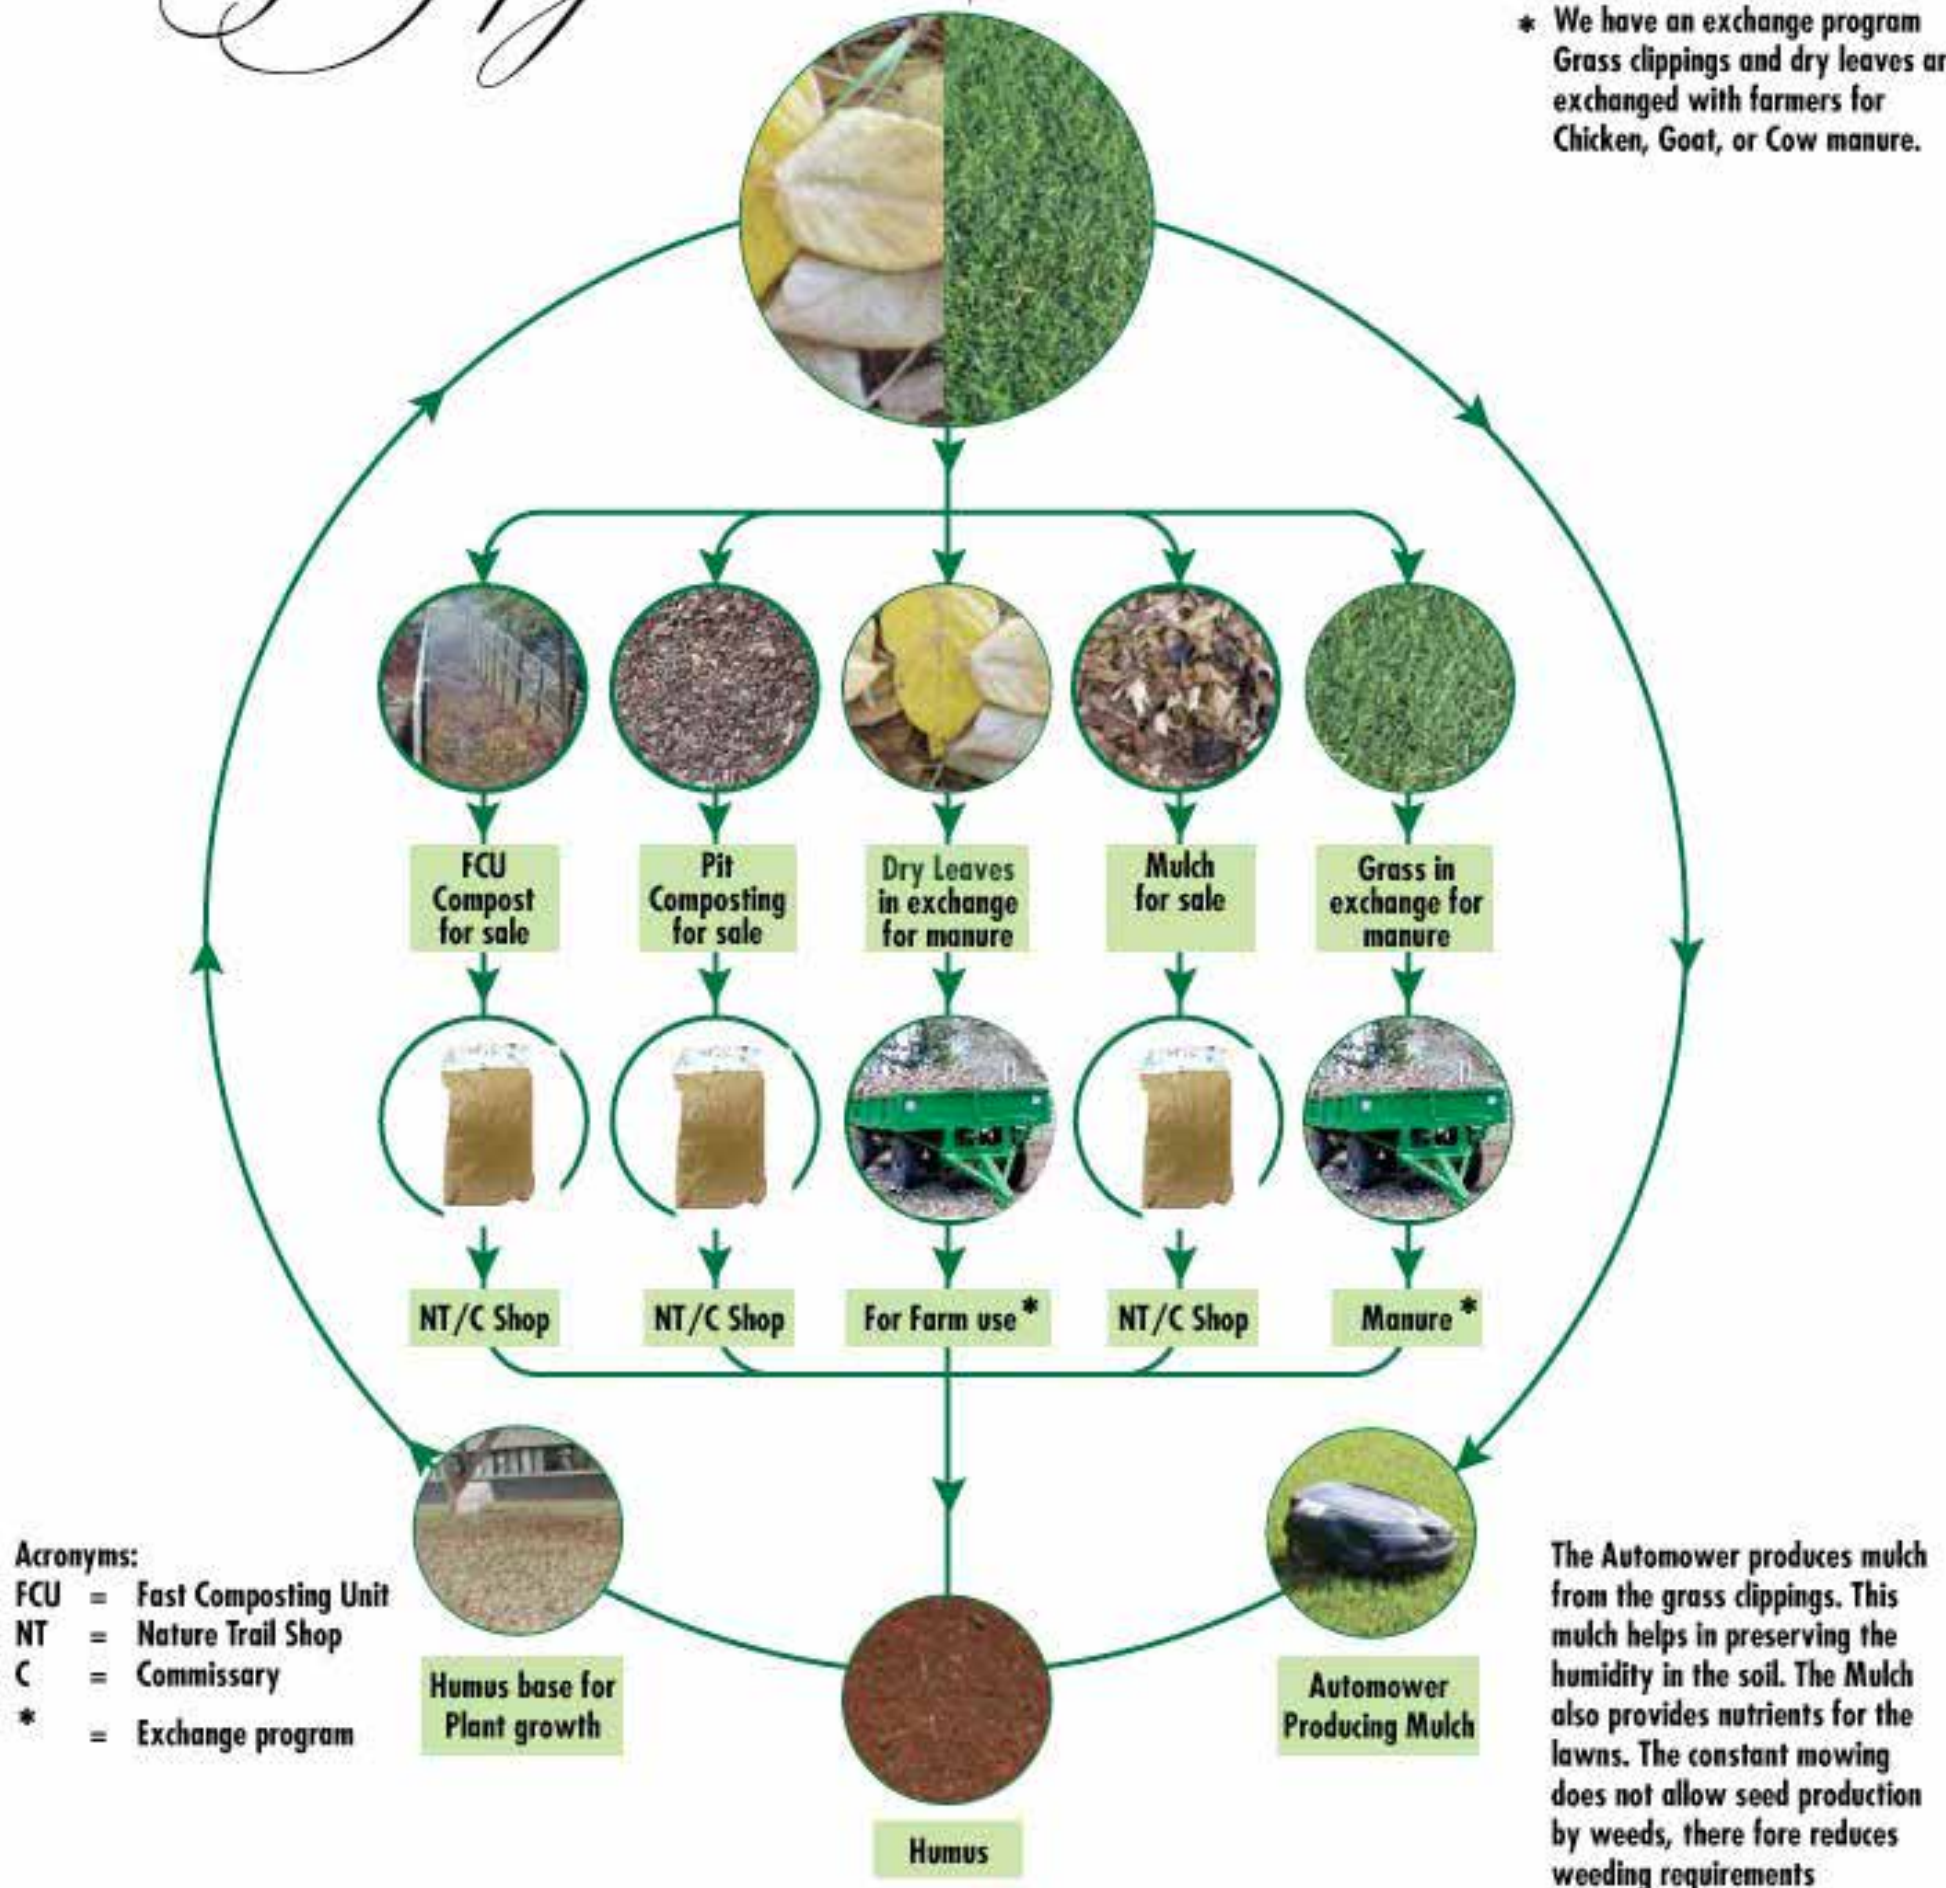 * We have an exchange program
Grass clippings and dry leaves
exchanged with farmers for
Chicken, Goat, or Cow manure.
FCU
Compost
for sale
Pit
Composting
for sale
Dry Leaves
in exchange
for manure
Mulch
for sale
Grass in
exchange for
manure
NT/C Shop
NT/C Shop
For Farm use *
NT/C Shop
Manure *
Acronyms:
FCU = Fast Composting Unit
NT = Nature Trail Shop
C = Commissary
* = Exchange program
Humus base for
Plant growth
Humus
Automower
Producing Mulch
The Automower produces mulch
from the grass clippings. This
mulch helps in preserving the
humidity in the soil. The Mulch
also provides nutrients for the
lawns. The constant mowing
does not allow seed production
by weeds, there fore reduces
weeding requirements